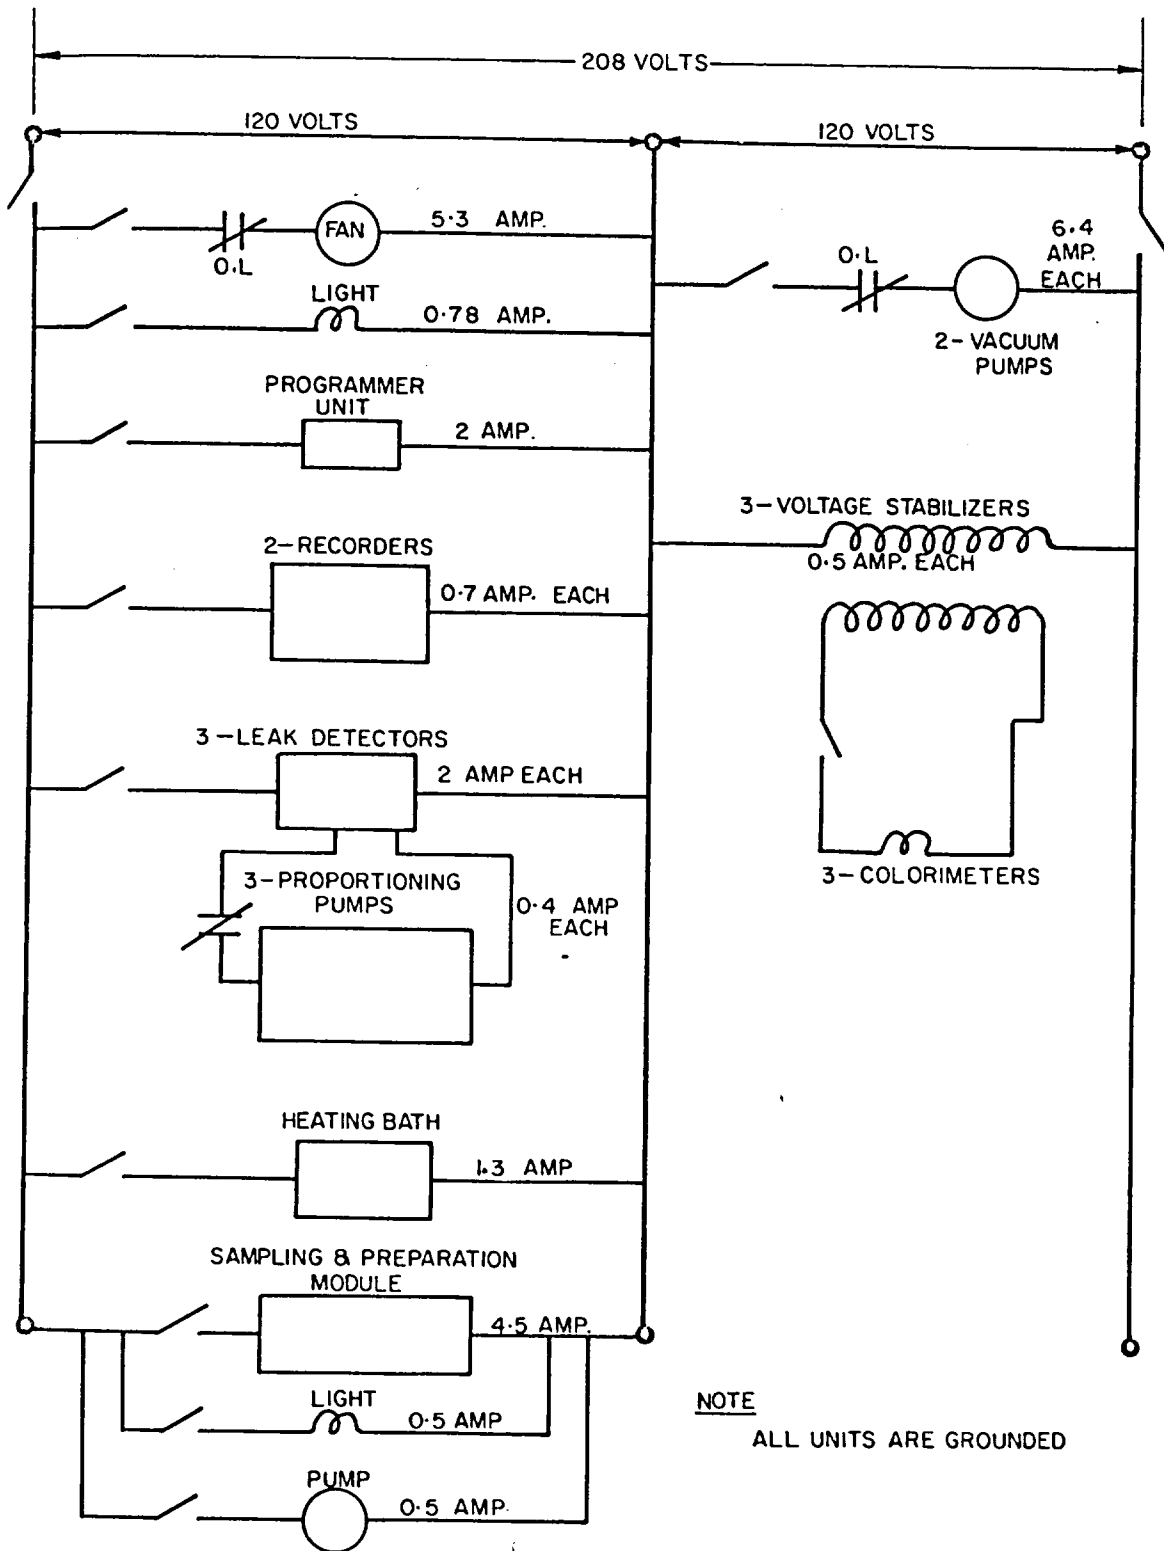 208 VOLTS
120 VOLTS
120 VOLTS
FAN
5.3 AMP.
O.L
LIGHT
0.78 AMP.
PROGRAMMER
UNIT
2 AMP.
2-RECORDERS
0.7 AMP. EACH
3-LEAK DETECTORS
2 AMP EACH
3-PROPORTIONING
PUMPS
0.4 AMP
EACH
HEATING BATH
1.3 AMP
SAMPLING & PREPARATION
MODULE
4.5 AMP.
LIGHT
0.5 AMP
PUMP
0.5 AMP.
6.4
AMP.
EACH
O.L
2-VACUUM
PUMPS
3-VOLTAGE STABILIZERS
0.5 AMP. EACH
3-COLORIMETERS
NOTE
ALL UNITS ARE GROUNDED